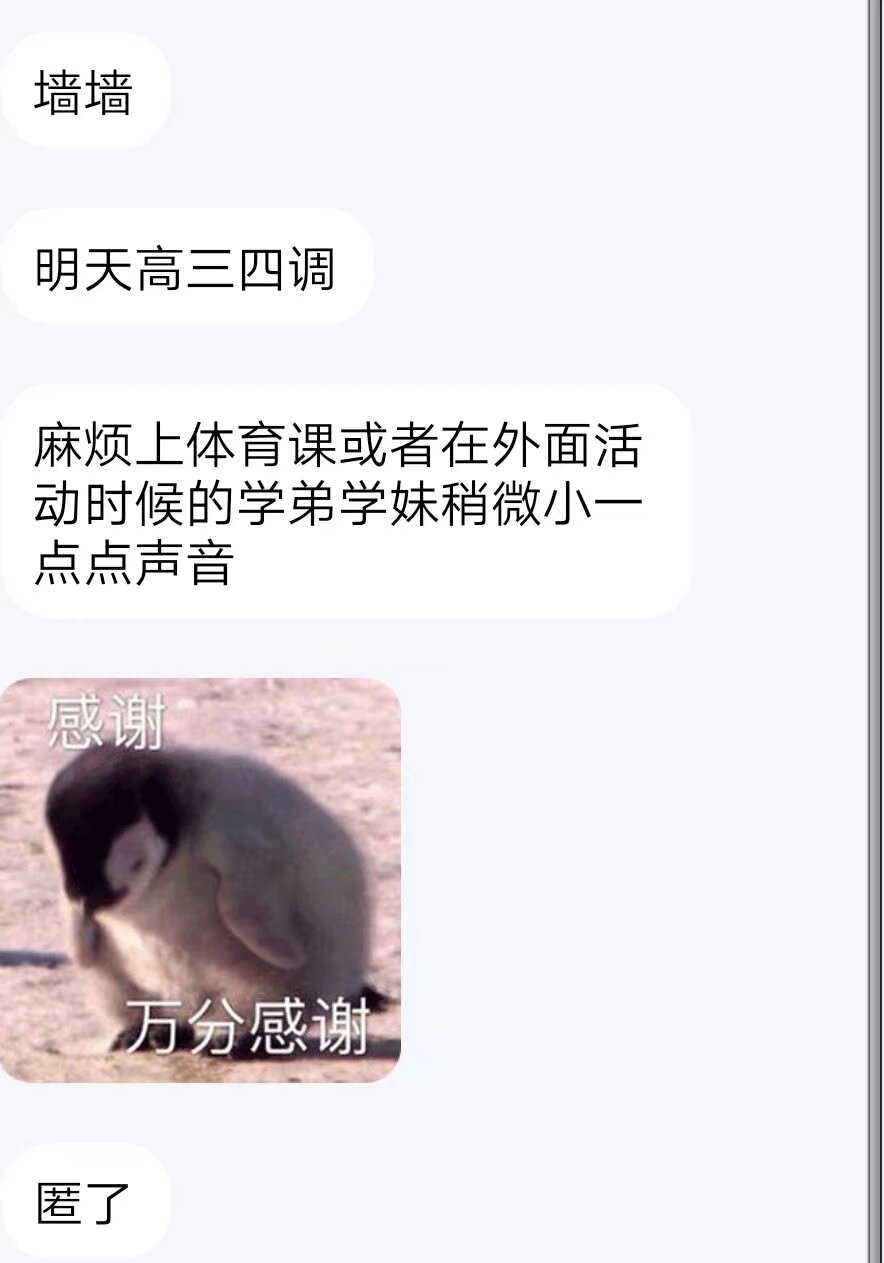 墙墙
明天高三四调
麻烦上体育课或者在外面活
动时候的学弟学妹稍微小一
点点声音
感谢
万分感谢
匿了